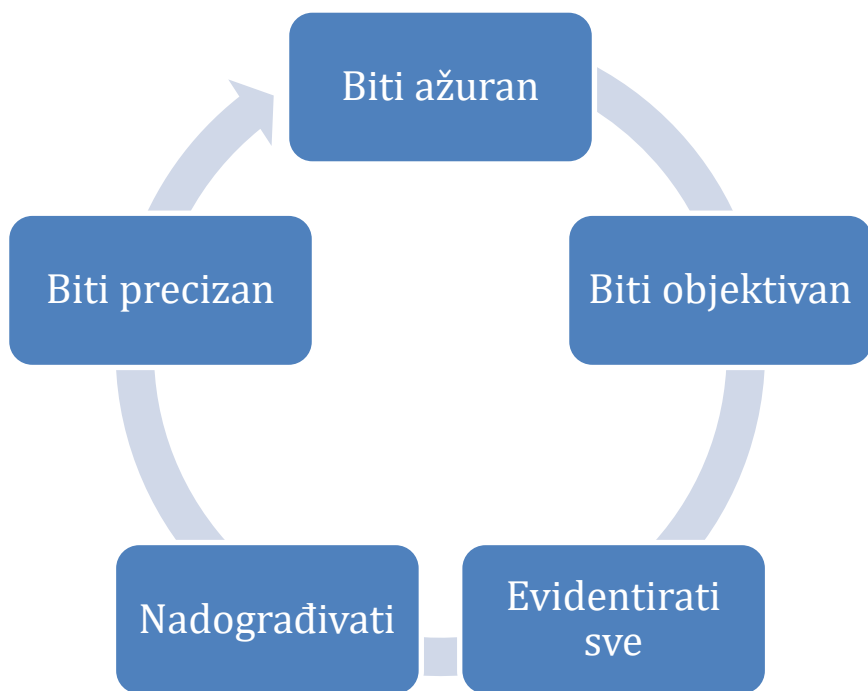 Biti ažuran
Biti objektivan
Evidentirati
sve
Nadograđivati
Biti precizan